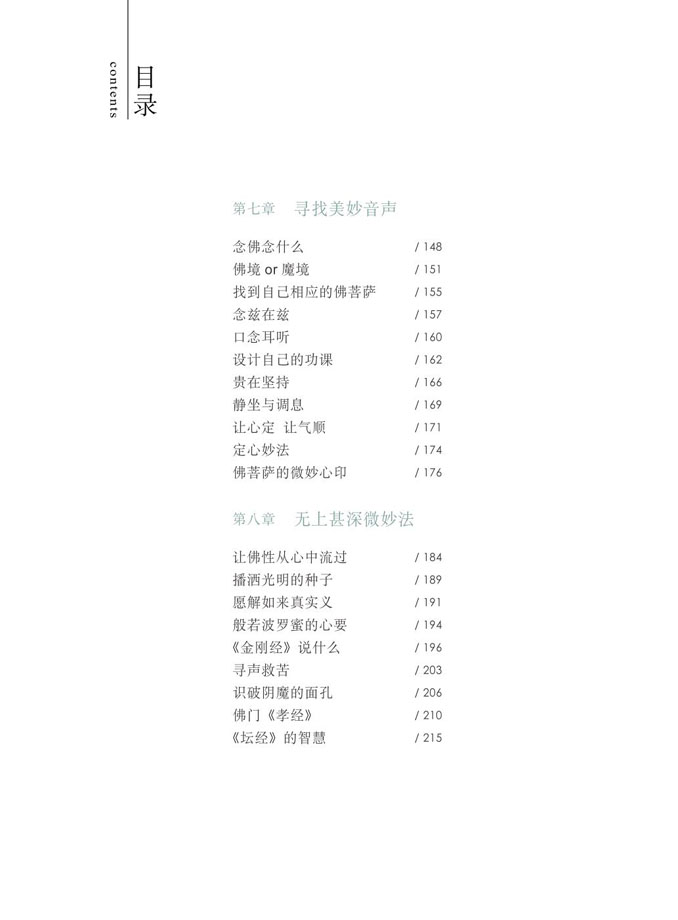 目录
contents
第七章 寻找美妙音声
念佛念什么 / 148
佛境 or 魔境 / 151
找到自己相应的佛菩萨 / 155
念兹在兹 / 157
口念耳听 / 160
设计自己的功课 / 162
贵在坚持 / 166
静坐与调息 / 169
让心定 让气顺 / 171
定心妙法 / 174
佛菩萨的微妙心印 / 176
第八章 无上甚深微妙法
让佛性从心中流过 / 184
播洒光明的种子 / 189
愿解如来真实义 / 191
般若波罗蜜的心要 / 194
《金刚经》说什么 / 196
寻声救苦 / 203
识破阴魔的面孔 / 206
佛门《孝经》 / 210
《坛经》的智慧 / 215